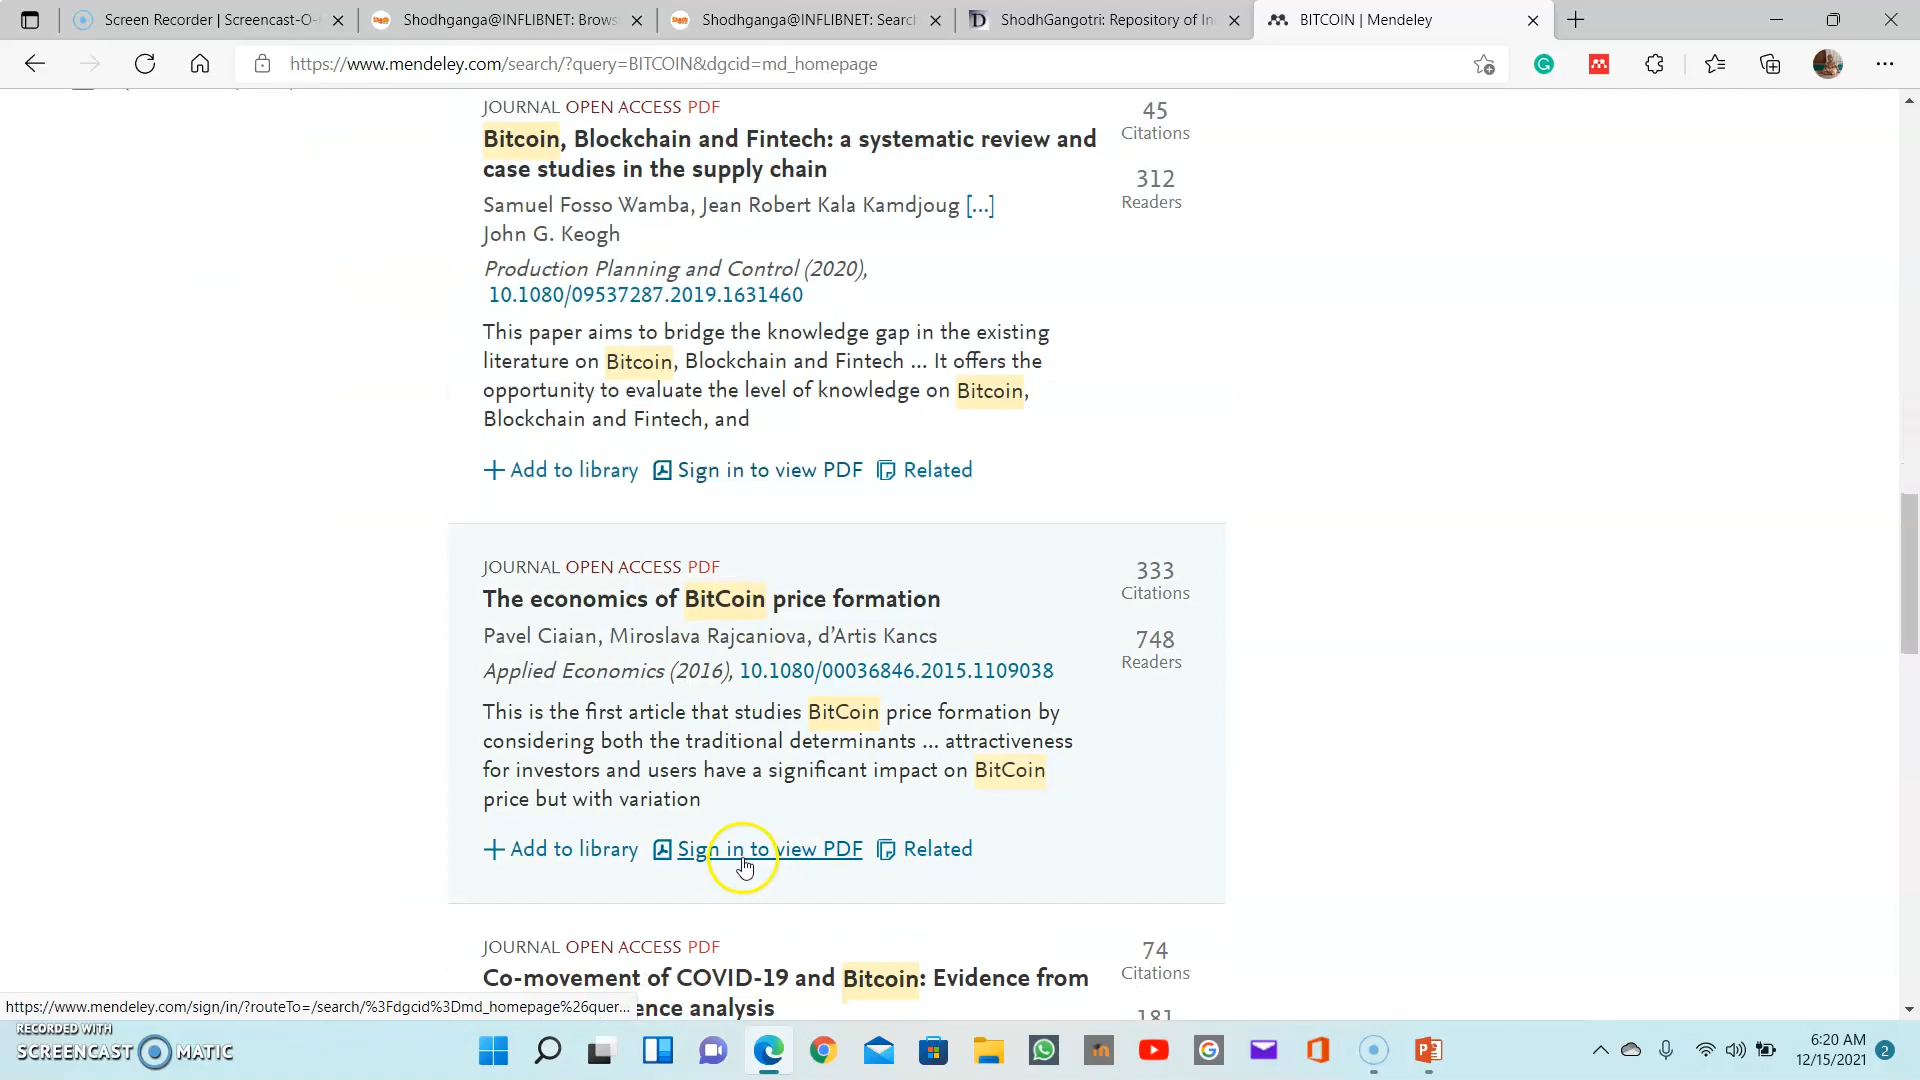 Screen Recorder | Screencast-O-
Shodhganga@INFLIBNET: Brows
Shodhganga@INFLIBNET: Searc
ShodhGangotri: Repository of In
BITCOIN | Mendeley
https://www.mendeley.com/search/?query=BITCOIN&dgcid=md_homepage
JOURNAL OPEN ACCESS PDF
Bitcoin, Blockchain and Fintech: a systematic review and
case studies in the supply chain
Samuel Fosso Wamba, Jean Robert Kala Kamdjoug [...]
John G. Keogh
Production Planning and Control (2020),
10.1080/09537287.2019.1631460
This paper aims to bridge the knowledge gap in the existing
literature on Bitcoin, Blockchain and Fintech ... It offers the
opportunity to evaluate the level of knowledge on Bitcoin,
Blockchain and Fintech, and
Add to library Sign in to view PDF Related
45
Citations
312
Readers
JOURNAL OPEN ACCESS PDF
The economics of BitCoin price formation
Pavel Ciaian, Miroslava Rajcaniova, d’Artis Kancs
Applied Economics (2016), 10.1080/00036846.2015.1109038
This is the first article that studies BitCoin price formation by
considering both the traditional determinants ... attractiveness
for investors and users have a significant impact on BitCoin
price but with variation
Add to library Sign in to view PDF Related
333
Citations
748
Readers
JOURNAL OPEN ACCESS PDF
Co-movement of COVID-19 and Bitcoin: Evidence from
ence analysis
74
Citations
181
https://www.mendeley.com/sign/in/?routeTo=/search/%3Fdgcid%3Dmd_homepage%26quer...
RECORDED WITH
SCREENCAST MATIC
6:20 AM
12/15/2021
2